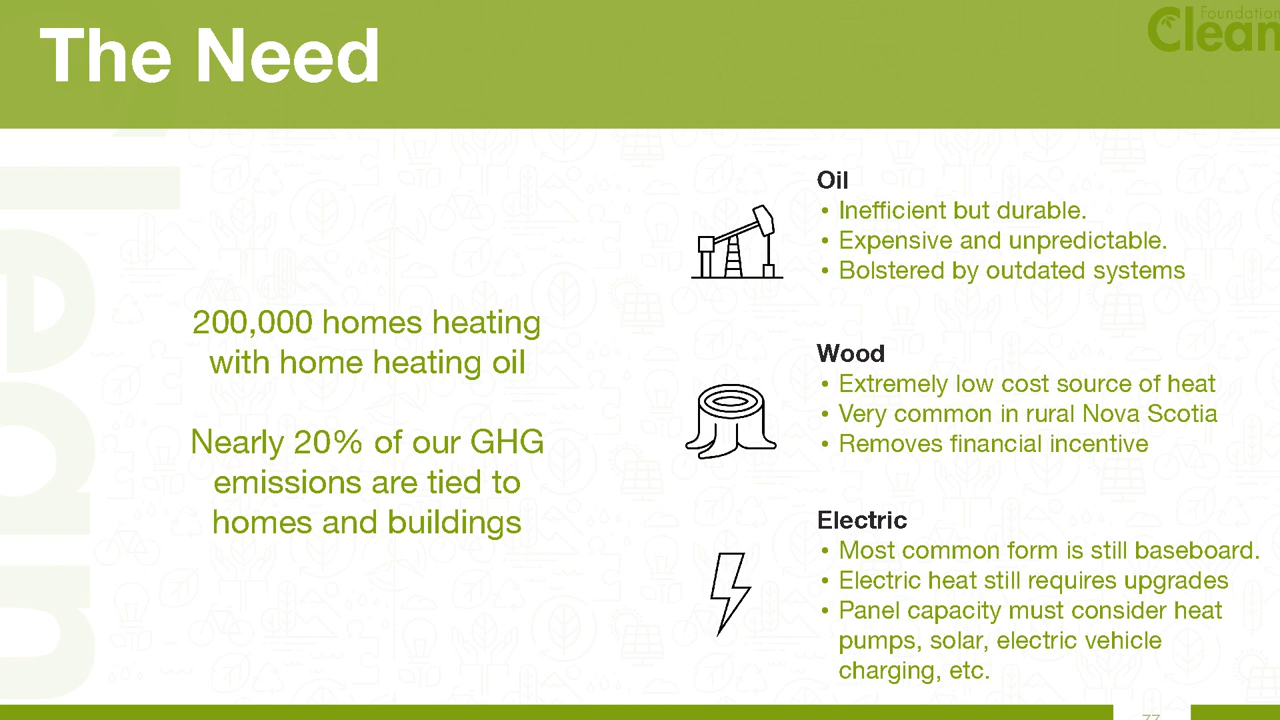 The Need
Foundation
Clean
200,000 homes heating
with home heating oil
Nearly 20% of our GHG
emissions are tied to
homes and buildings
Oil
• Inefficient but durable.
• Expensive and unpredictable.
• Bolstered by outdated systems
Wood
• Extremely low cost source of heat
• Very common in rural Nova Scotia
• Removes financial incentive
Electric
• Most common form is still baseboard.
• Electric heat still requires upgrades
• Panel capacity must consider heat
pumps, solar, electric vehicle
charging, etc.